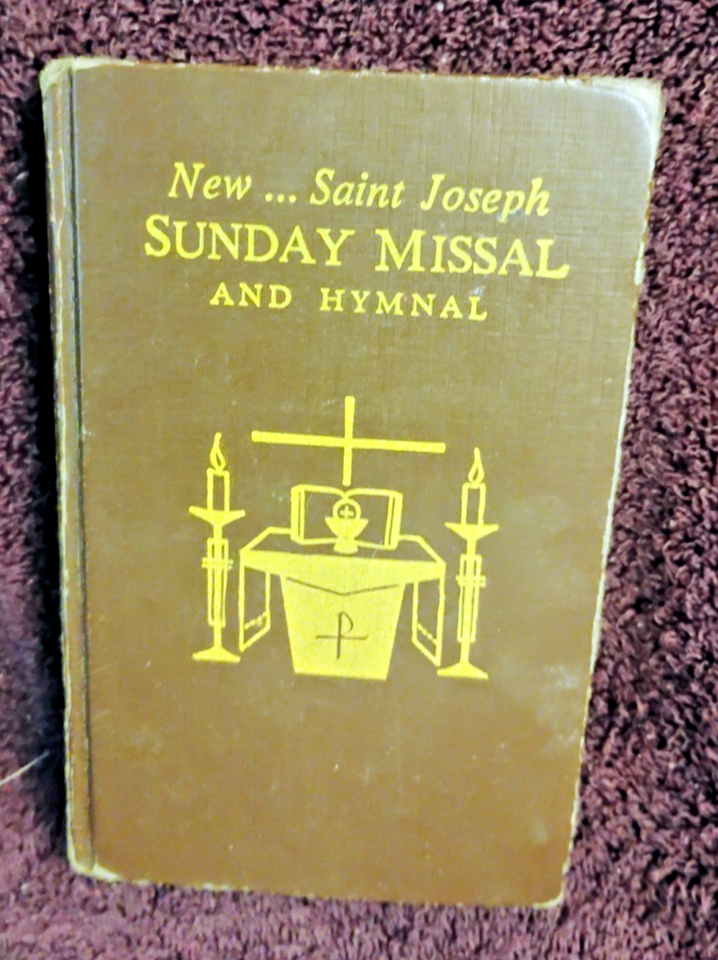 New ... Saint Joseph
SUNDAY MISSAL
AND HYMNAL